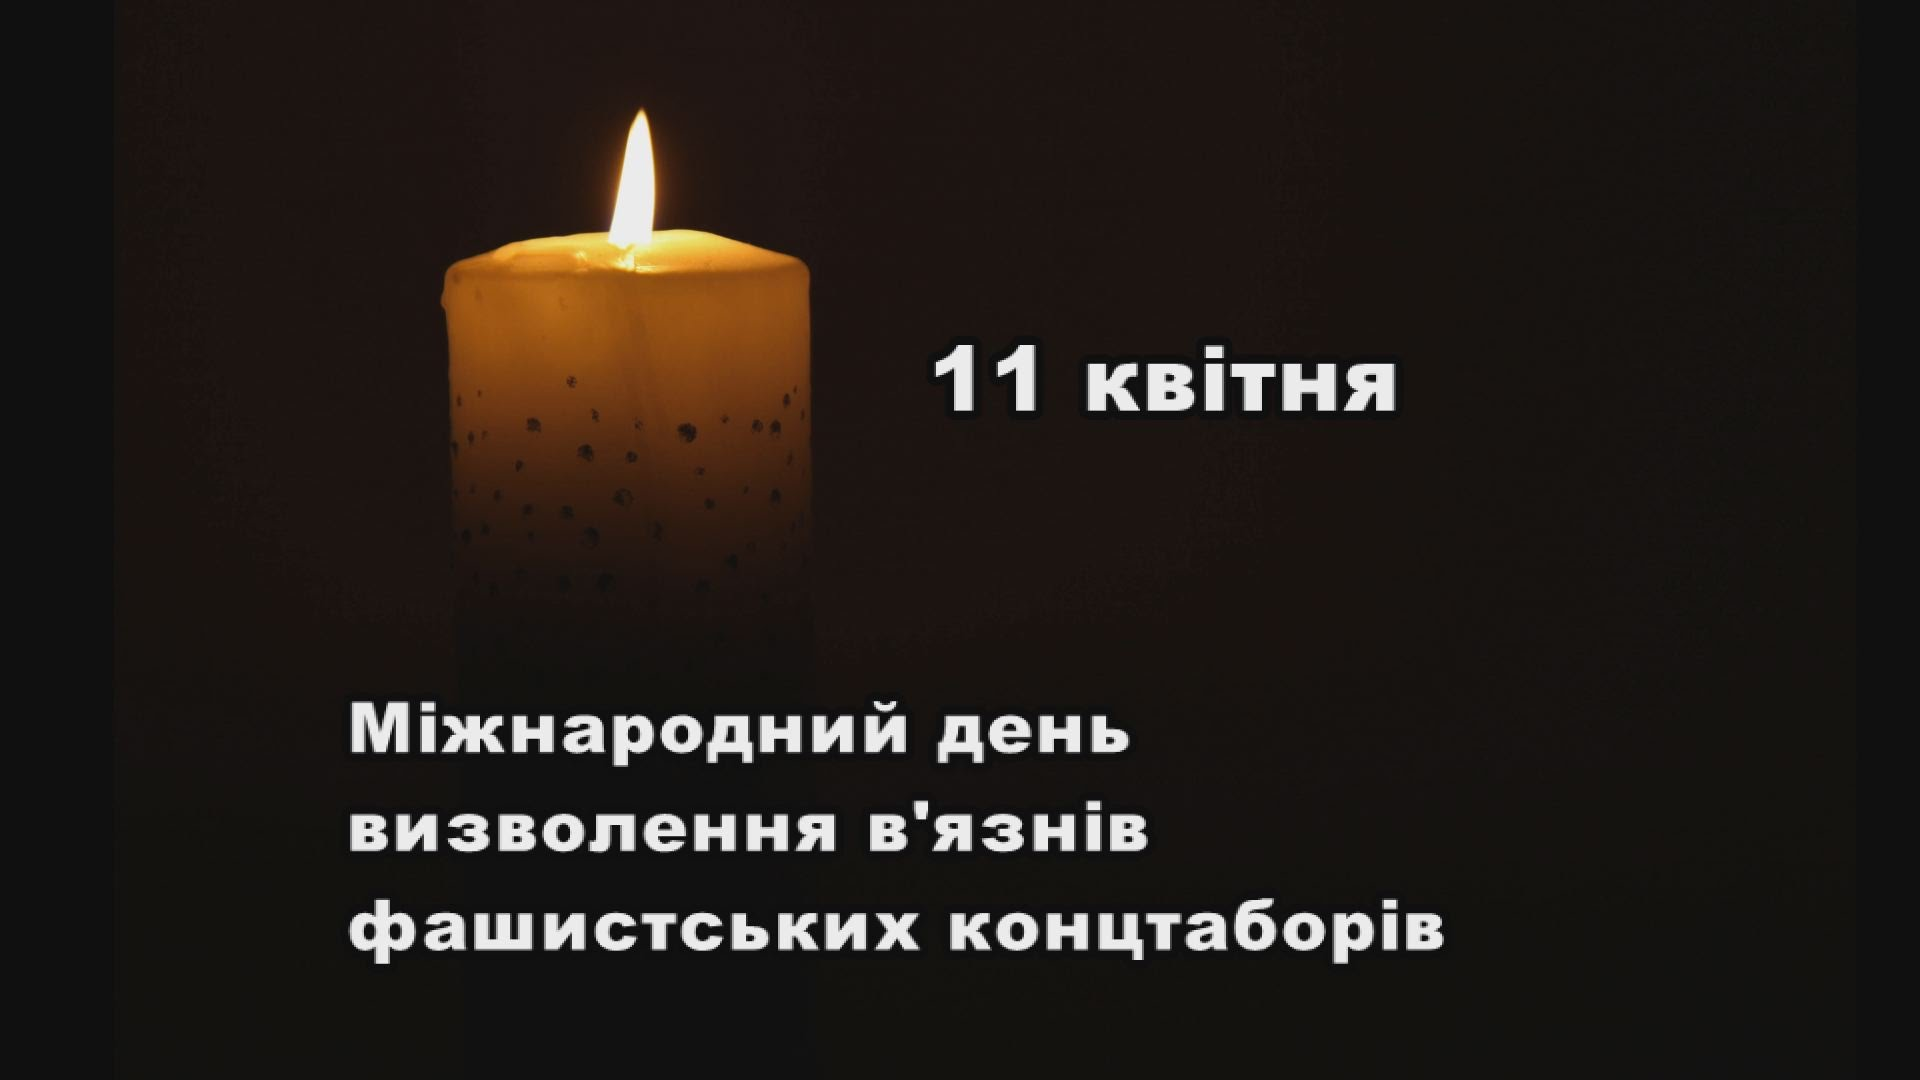 11 квітня
Міжнародний день
визволення в'язнів
фашистських концтаборів